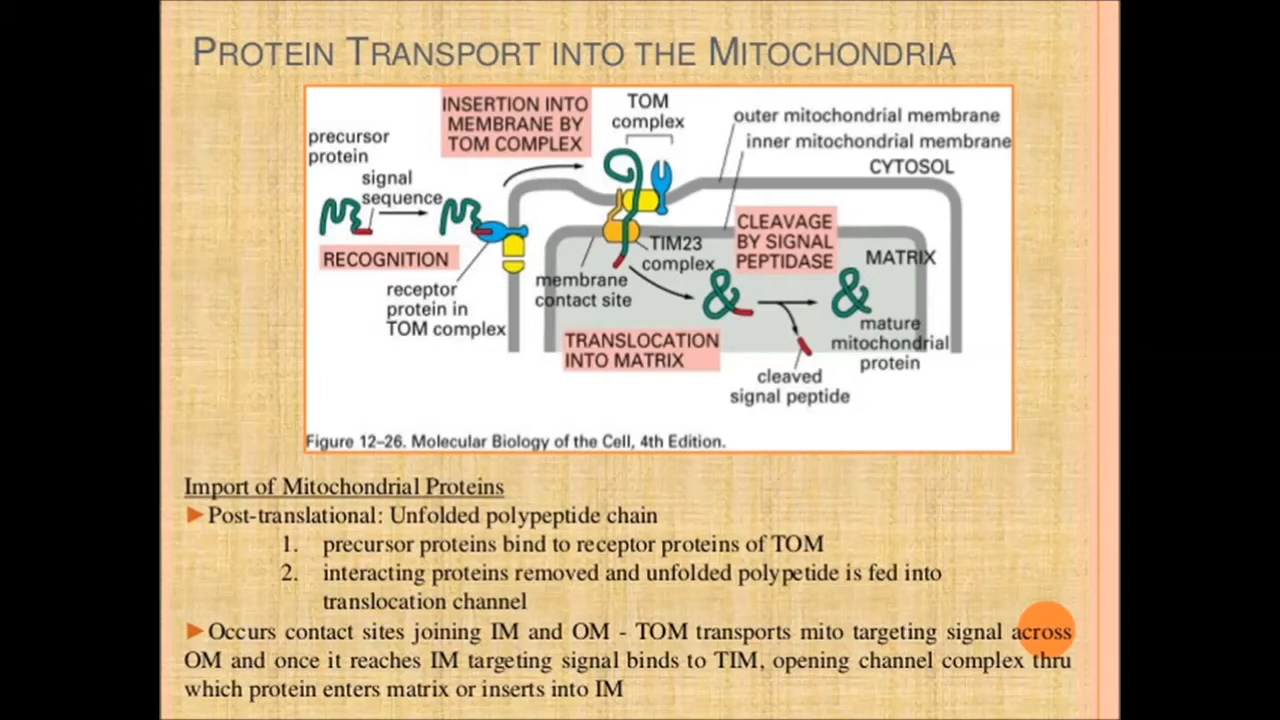 PROTEIN TRANSPORT INTO THE MITOCHONDRIA
INSERTION INTO
MEMBRANE BY
TOM COMPLEX
TOM
complex
outer mitochondrial membrane
inner mitochondrial membrane
CYTOSOL
precursor
protein
signal
sequence
RECOGNITION
receptor
protein in
TOM complex
membrane
contact site
TIM23
complex
CLEAVAGE
BY SIGNAL
PEPTIDASE
MATRIX
TRANSLOCATION
INTO MATRIX
mature
mitochondrial
protein
cleaved
signal peptide
Figure 12–26. Molecular Biology of the Cell, 4th Edition.
Import of Mitochondrial Proteins
►Post-translational: Unfolded polypeptide chain
1. precursor proteins bind to receptor proteins of TOM
2. interacting proteins removed and unfolded polypetide is fed into
translocation channel
►Occurs contact sites joining IM and OM - TOM transports mito targeting signal across
OM and once it reaches IM targeting signal binds to TIM, opening channel complex thru
which protein enters matrix or inserts into IM